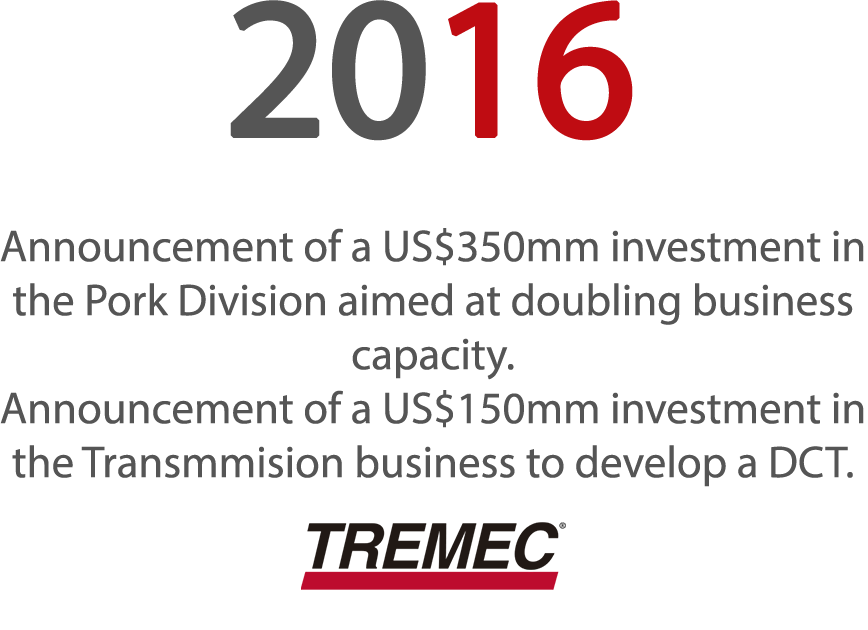 2016
Announcement of a US$350mm investment in
the Pork Division aimed at doubling business
capacity.
Announcement of a US$150mm investment in
the Transmmision business to develop a DCT.
TREMEC®